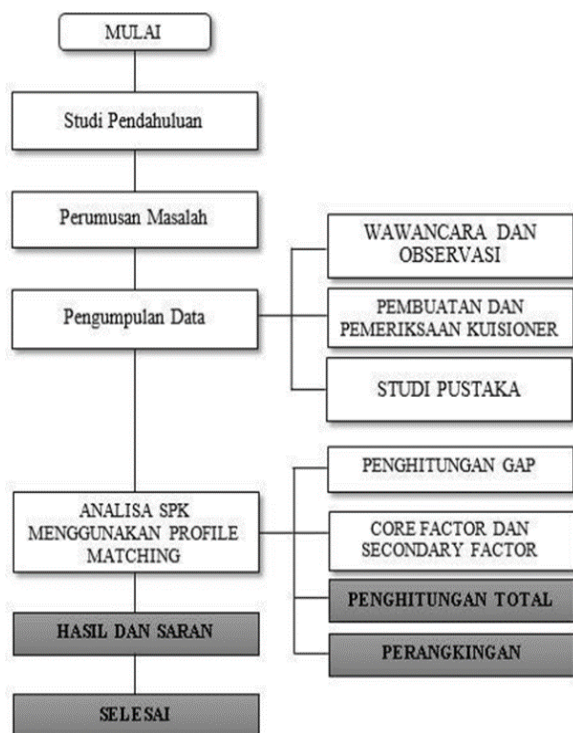 MULAI
Studi Pendahuluan
Perumusan Masalah
Pengumpulan Data
WAWANCARA DAN
OBSERVASI
PEMBUATAN DAN
PEMERIKSAAN KUISIONER
STUDI PUSTAKA
ANALISA SPK
MENGGUNAKAN PROFILE
MATCHING
PENGHITUNGAN GAP
CORE FACTOR DAN
SECONDARY FACTOR
PENGHITUNGAN TOTAL
PERANGKINGAN
HASIL DAN SARAN
SELESAI